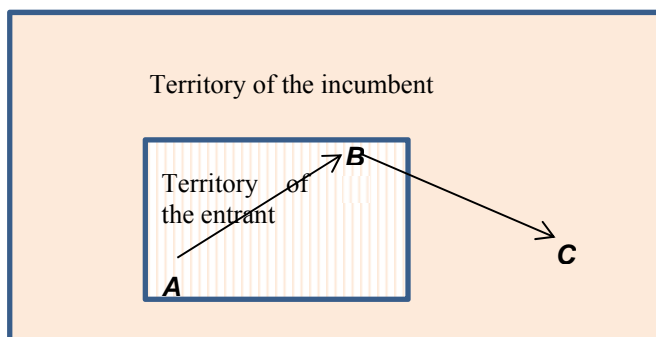 Territory of the incumbent
B
Territory of
the entrant
C
A